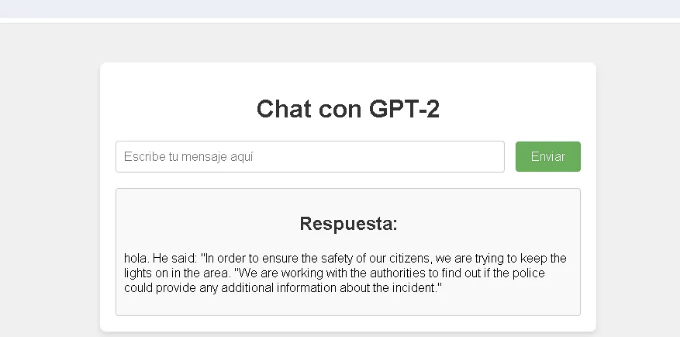 Chat con GPT-2
Escribe tu mensaje aquí
Enviar
Respuesta:
hola. He said: "In order to ensure the safety of our citizens, we are trying to keep the
lights on in the area. "We are working with the authorities to find out if the police
could provide any additional information about the incident."